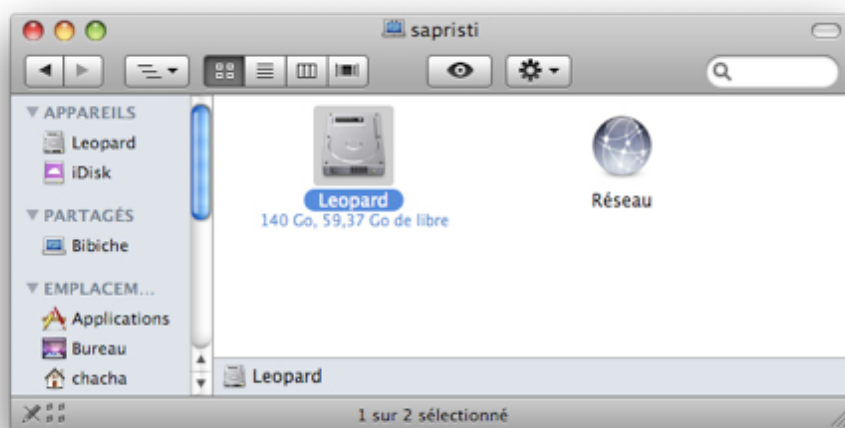 sapristi
APPAREILS
Leopard
iDisk
PARTAGÉS
Bibiche
EMPLACEM...
Applications
Bureau
chacha
Leopard
140 Go, 59,37 Go de libre
Réseau
Leopard
1 sur 2 sélectionné